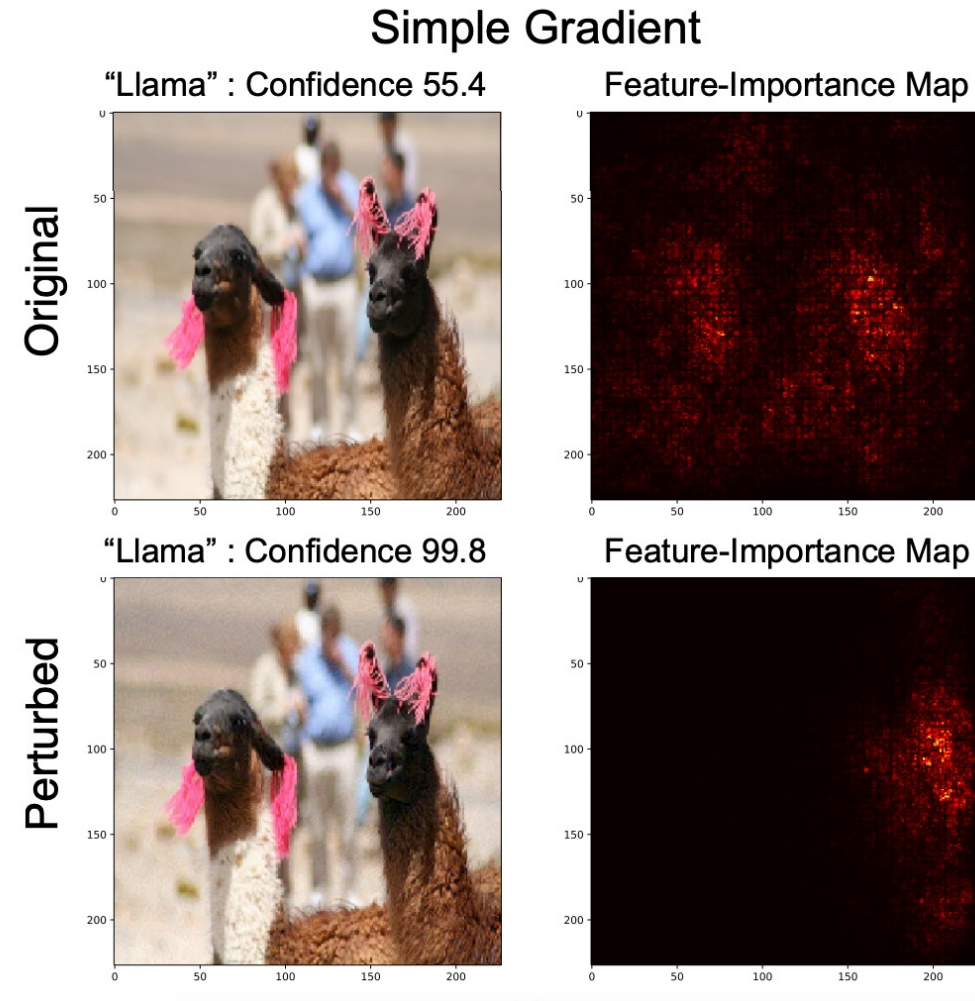 Simple Gradient
“Llama” : Confidence 55.4
Feature-Importance Map
Original
0
50
100
150
200
0 50 100 150 200
0
50
100
150
200
0 50 100 150 200
“Llama” : Confidence 99.8
Feature-Importance Map
Perturbed
0
50
100
150
200
0 50 100 150 200
0
50
100
150
200
0 50 100 150 200